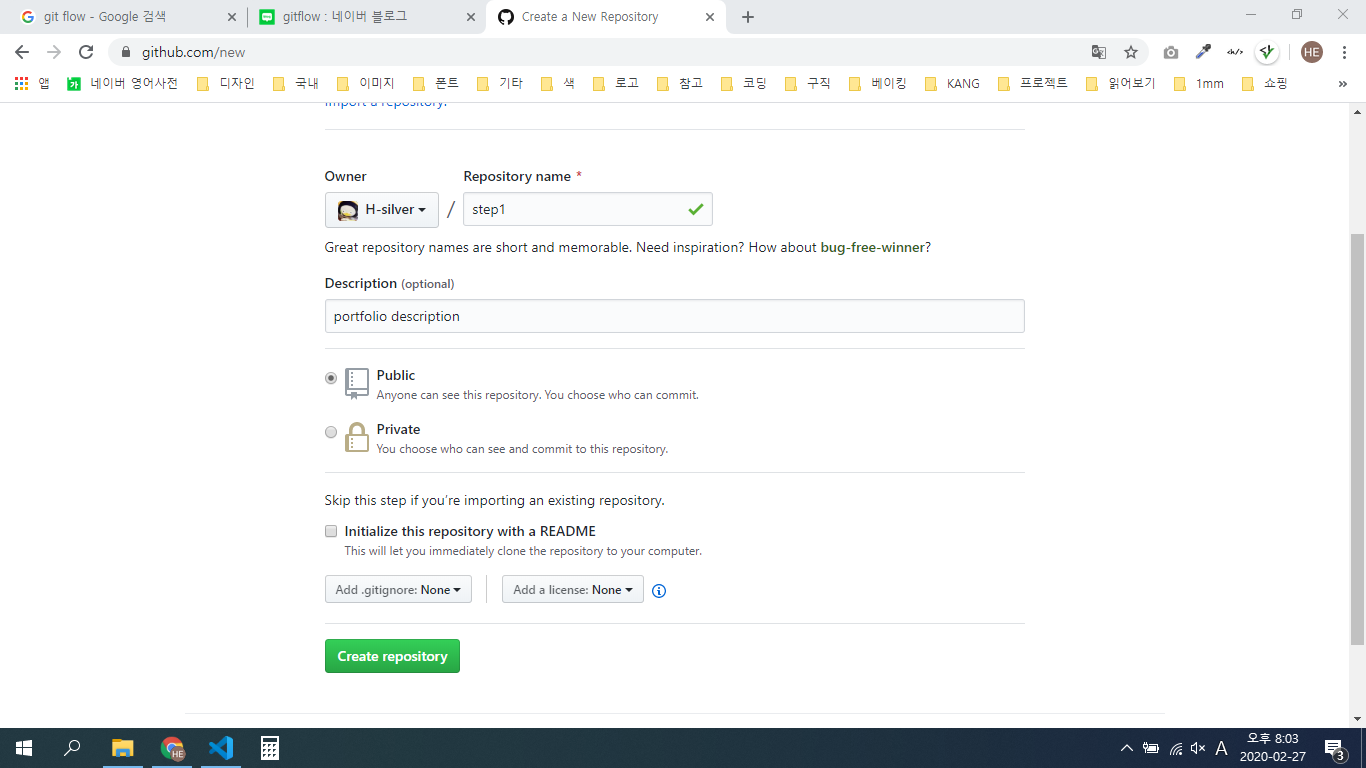 git flow - Google 검색
gitflow : 네이버 블로그
Create a New Repository
github.com/new
HE
앱
네이버 영어사전
디자인
국내
이미지
폰트
기타
색
로고
참고
코딩
구직
베이킹
KANG
프로젝트
읽어보기
1mm
쇼핑
»
Import a repository.
Owner
Repository name *
H-silver
/
step1
Great repository names are short and memorable. Need inspiration? How about bug-free-winner?
Description (optional)
portfolio description
Public
Anyone can see this repository. You choose who can commit.
Private
You choose who can see and commit to this repository.
Skip this step if you’re importing an existing repository.
Initialize this repository with a README
This will let you immediately clone the repository to your computer.
Add .gitignore: None
Add a license: None
Create repository
HE
A
오후 8:03
2020-02-27
3